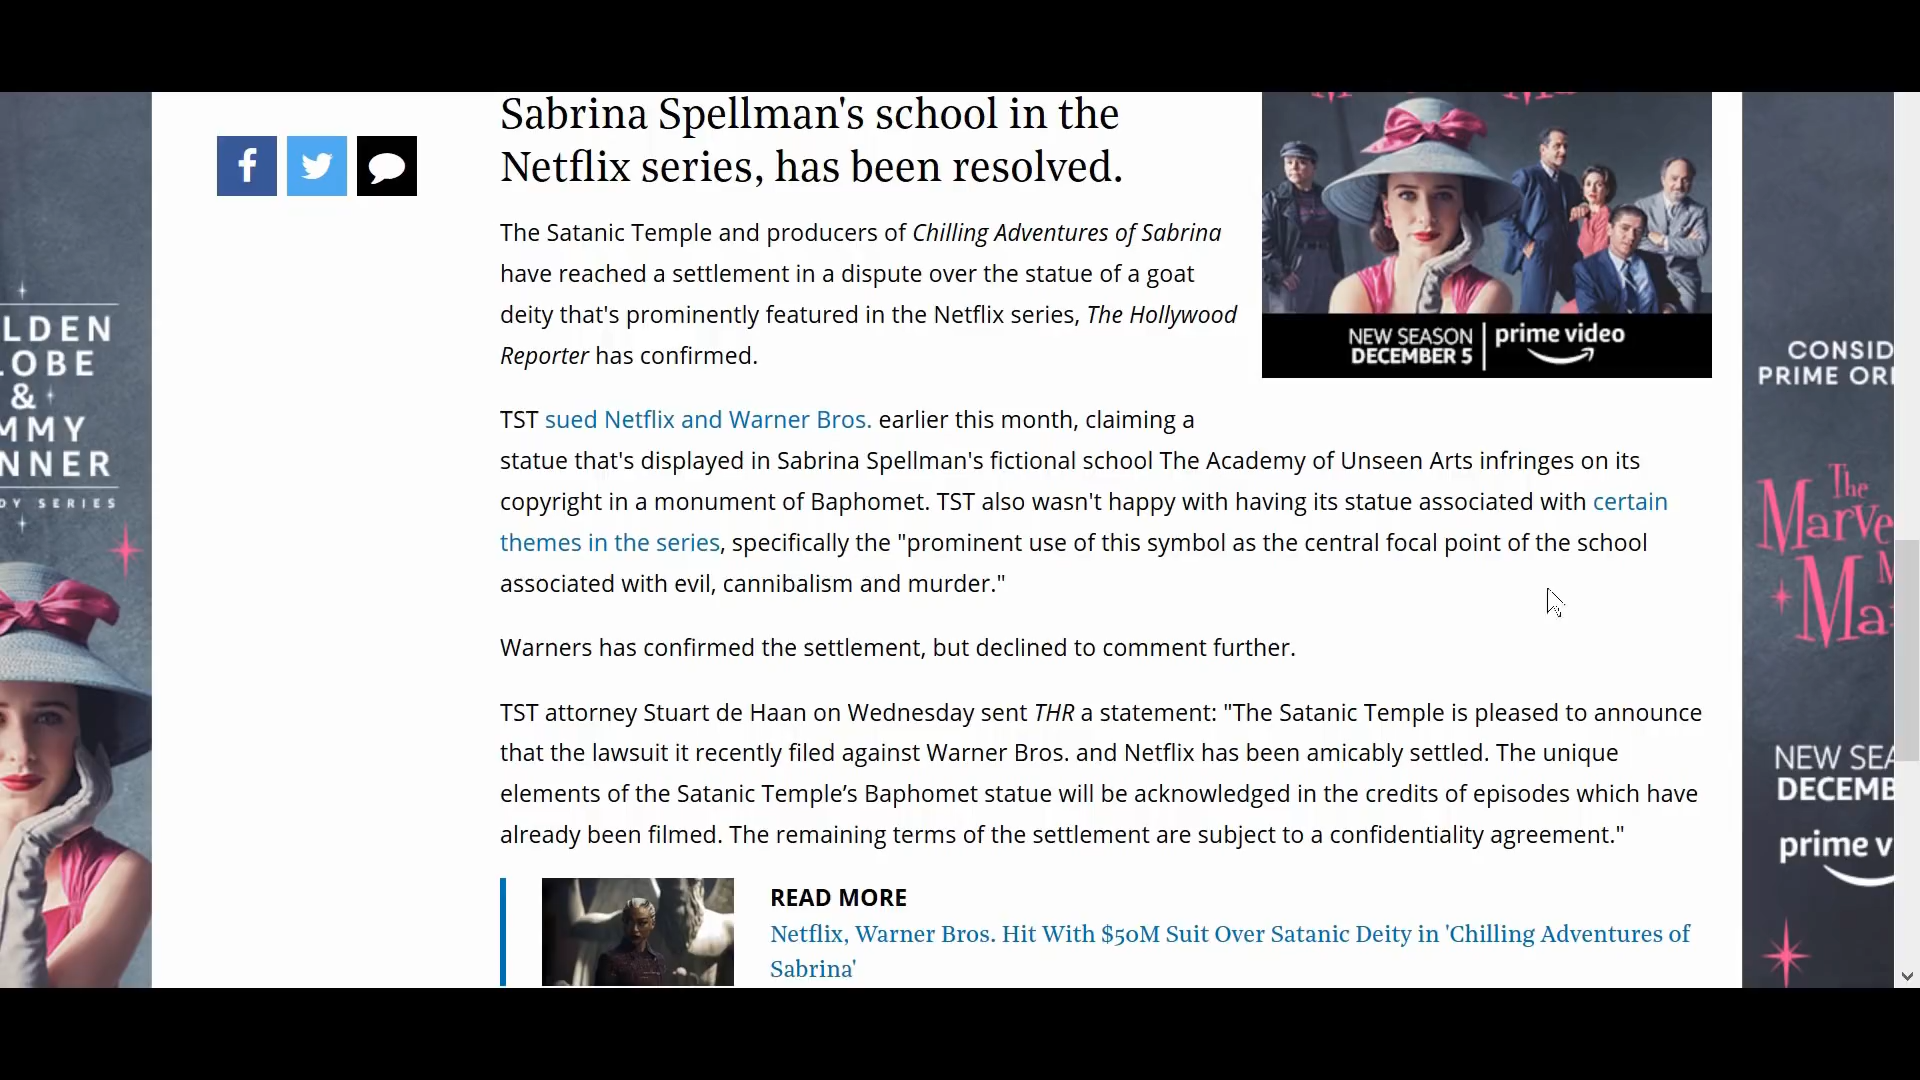 Sabrina Spellman's school in the
Netflix series, has been resolved.
The Satanic Temple and producers of Chilling Adventures of Sabrina
have reached a settlement in a dispute over the statue of a goat
deity that's prominently featured in the Netflix series, The Hollywood
Reporter has confirmed.
NEW SEASON
DECEMBER 5
prime video
TST sued Netflix and Warner Bros. earlier this month, claiming a
statue that's displayed in Sabrina Spellman's fictional school The Academy of Unseen Arts infringes on its
copyright in a monument of Baphomet. TST also wasn't happy with having its statue associated with certain
themes in the series, specifically the "prominent use of this symbol as the central focal point of the school
associated with evil, cannibalism and murder."
Warners has confirmed the settlement, but declined to comment further.
TST attorney Stuart de Haan on Wednesday sent THR a statement: "The Satanic Temple is pleased to announce
that the lawsuit it recently filed against Warner Bros. and Netflix has been amicably settled. The unique
elements of the Satanic Temple’s Baphomet statue will be acknowledged in the credits of episodes which have
already been filmed. The remaining terms of the settlement are subject to a confidentiality agreement."
READ MORE
Netflix, Warner Bros. Hit With $50M Suit Over Satanic Deity in 'Chilling Adventures of
Sabrina'
LDEN
LOBE
&
MMY
NNER
DY SERIES
CONSID
PRIME ORI
The
Marve
M
Ma
NEW SEA
DECEMB
prime v